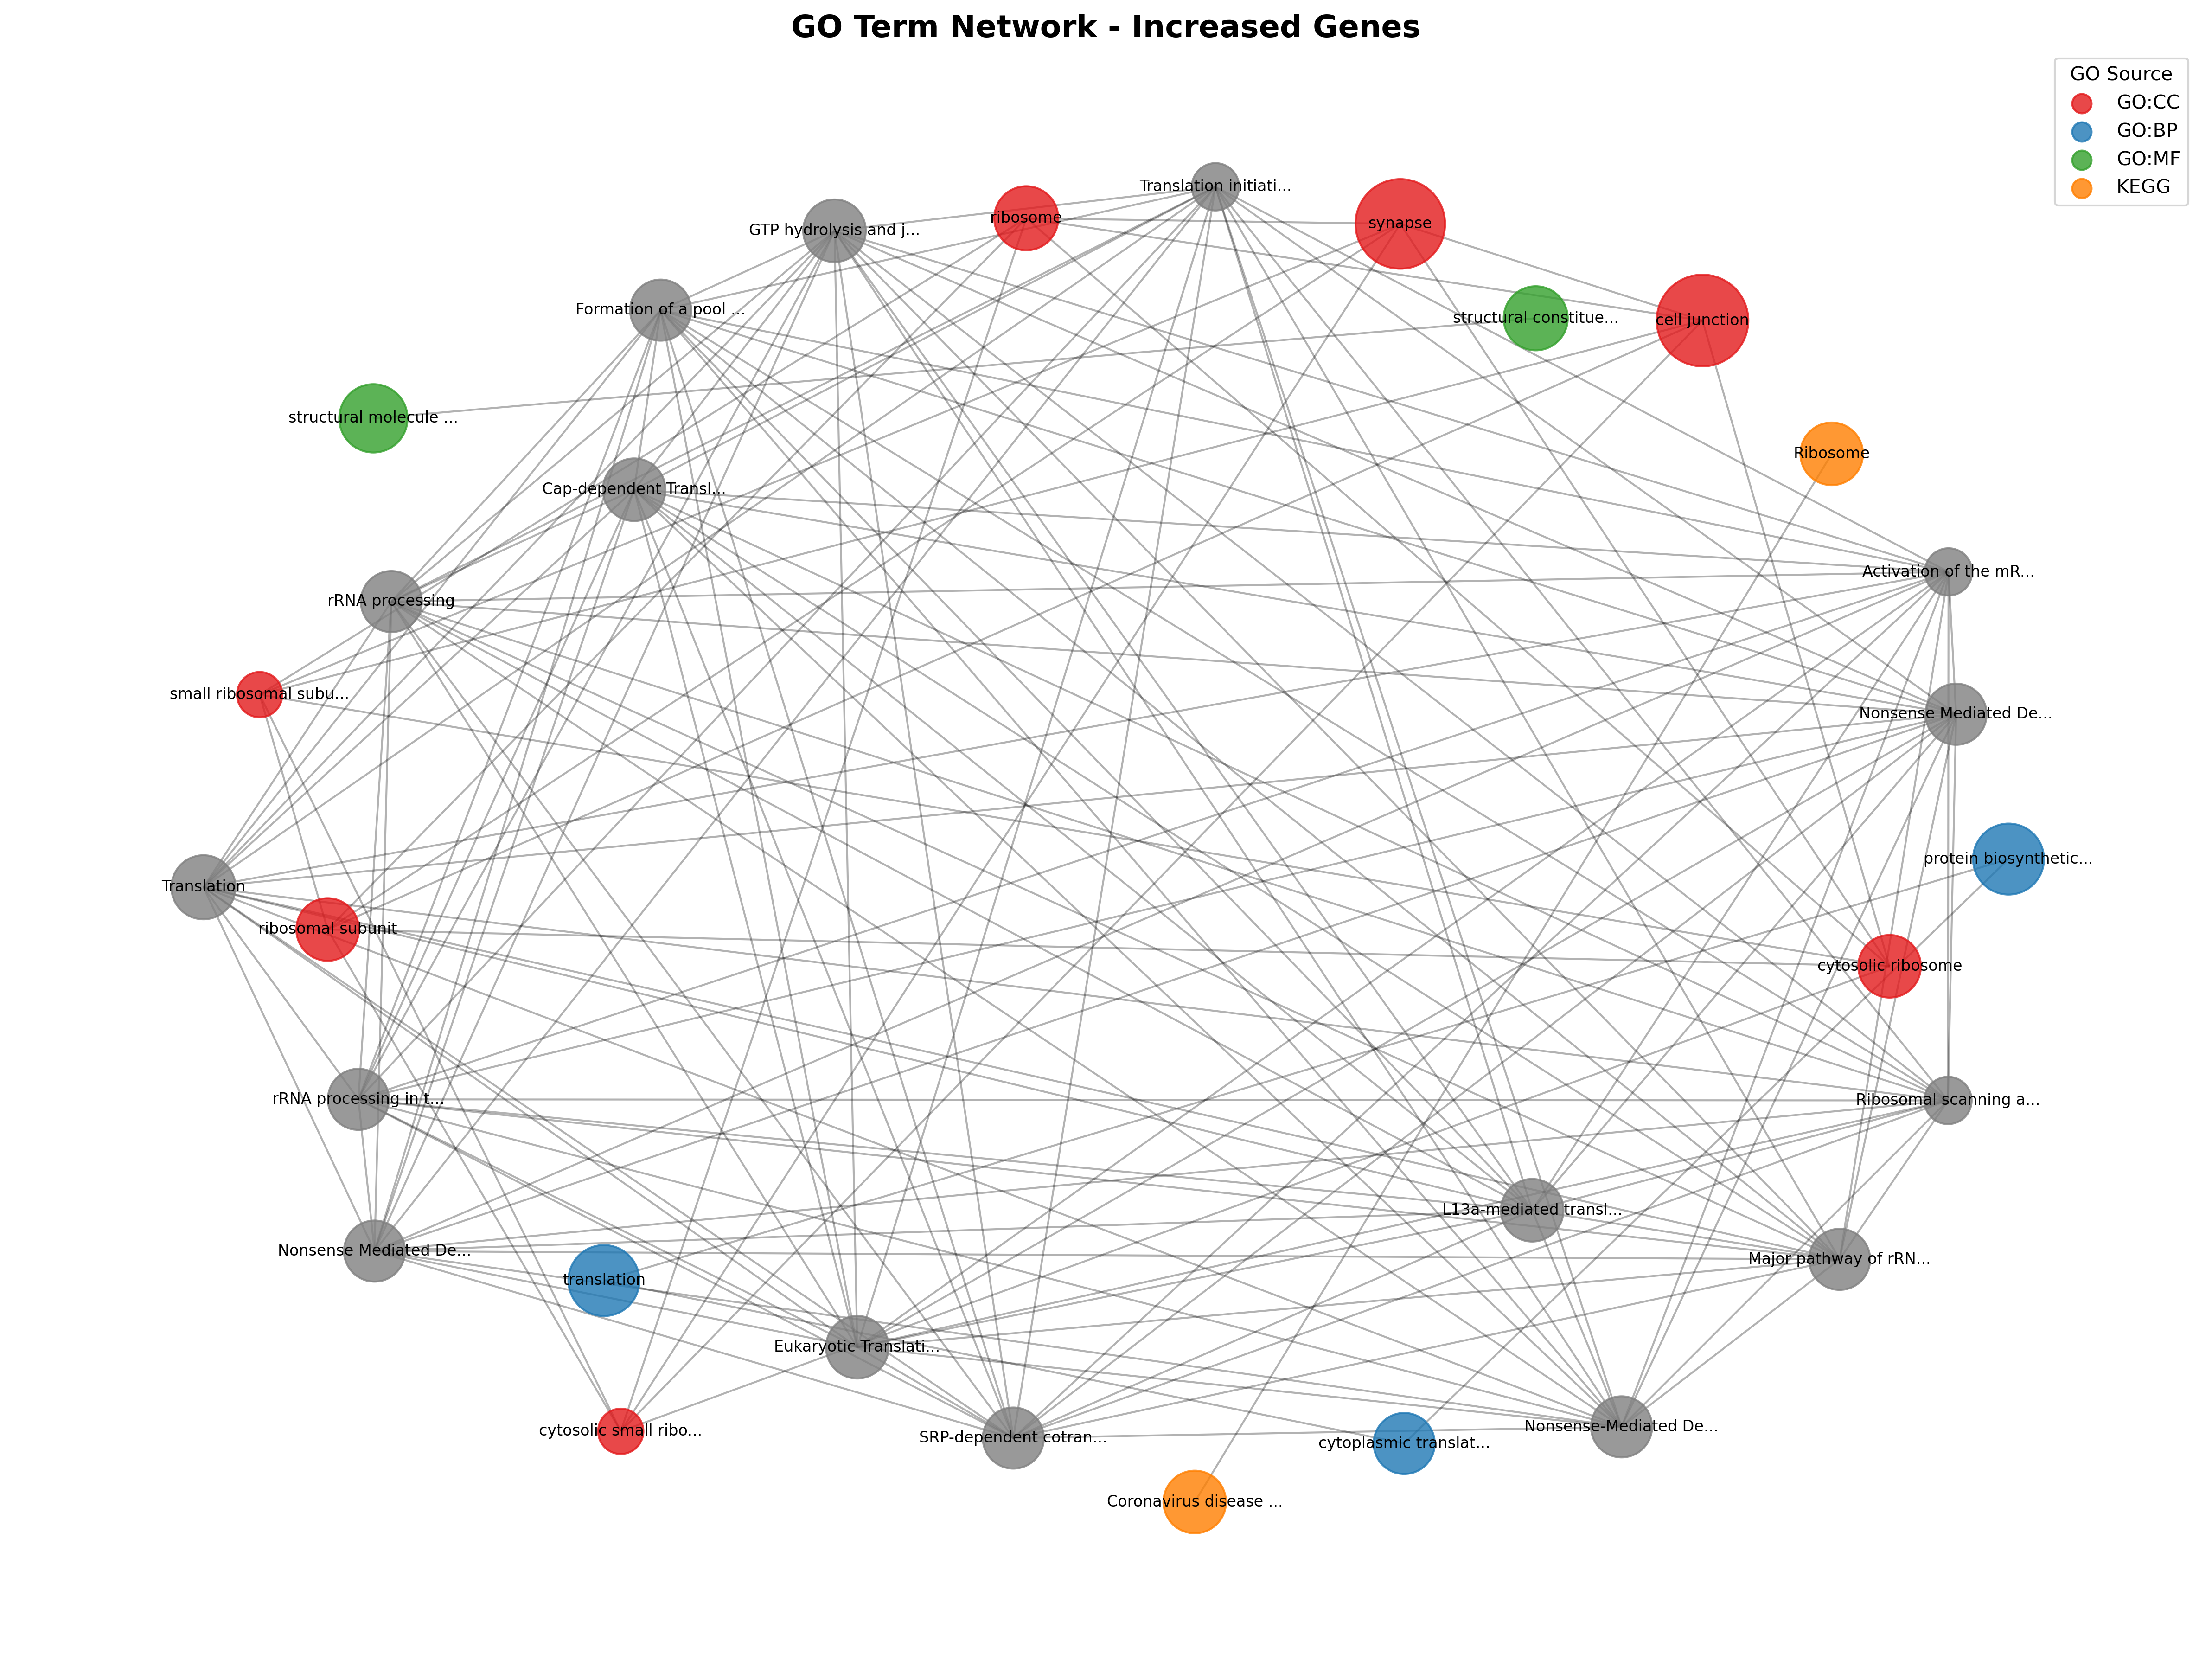 GO Term Network - Increased Genes
GO Source
GO:CC
GO:BP
GO:MF
KEGG
Translation initiati...
ribosome
synapse
GTP hydrolysis and j...
Formation of a pool ...
structural constitue...
cell junction
structural molecule ...
Ribosome
Cap-dependent Transl...
Activation of the mR...
rRNA processing
small ribosomal subu...
Nonsense Mediated De...
protein biosynthetic...
Translation
ribosomal subunit
cytosolic ribosome
rRNA processing in t...
Ribosomal scanning a...
L13a-mediated transl...
Nonsense Mediated De...
Major pathway of rRN...
translation
Eukaryotic Translati...
cytosolic small ribo...
SRP-dependent cotran...
cytoplasmic translat...
Nonsense-Mediated De...
Coronavirus disease ...